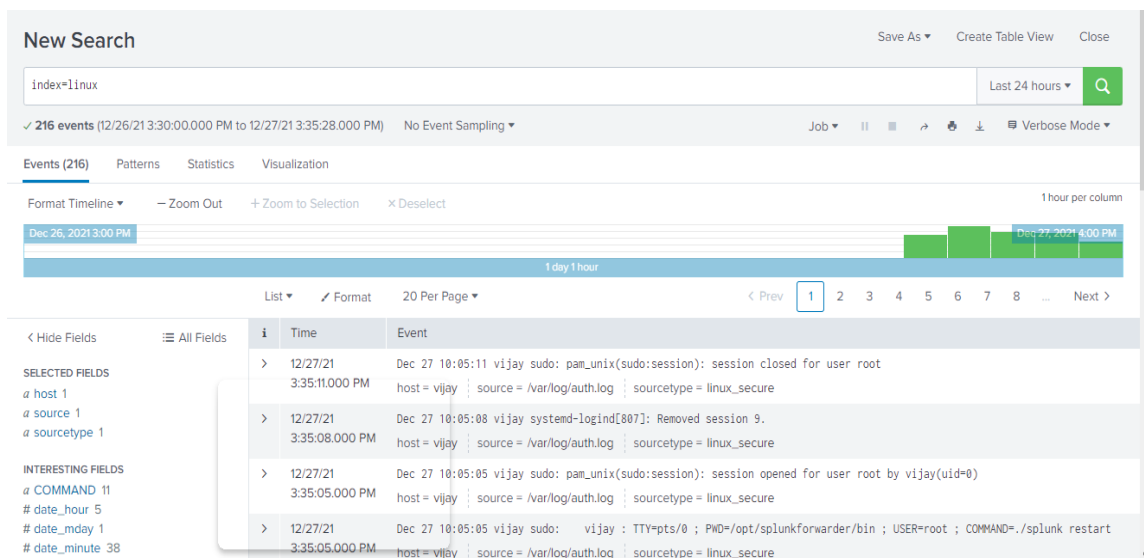 New Search
Save As ▾ Create Table View Close
index=linux
Last 24 hours ▾
✓ 216 events (12/26/21 3:30:00.000 PM to 12/27/21 3:35:28.000 PM) No Event Sampling ▾
Job ▾ Verbose Mode ▾
Events (216) Patterns Statistics Visualization
Format Timeline ▾ — Zoom Out + Zoom to Selection × Deselect
1 hour per column
Dec 26, 2021 3:00 PM
Dec 27, 2021 4:00 PM
1 day 1 hour
List ▾ Format 20 Per Page ▾
< Prev 1 2 3 4 5 6 7 8 ... Next >
< Hide Fields All Fields
SELECTED FIELDS
a host 1
a source 1
a sourcetype 1
INTERESTING FIELDS
a COMMAND 11
# date_hour 5
# date_mday 1
# date_minute 38
i Time Event
> 12/27/21 Dec 27 10:05:11 vijay sudo: pam_unix(sudo:session): session closed for user root
3:35:11.000 PM host = vijay source = /var/log/auth.log sourcetype = linux_secure
> 12/27/21 Dec 27 10:05:08 vijay systemd-logind[807]: Removed session 9.
3:35:08.000 PM host = vijay source = /var/log/auth.log sourcetype = linux_secure
> 12/27/21 Dec 27 10:05:05 vijay sudo: pam_unix(sudo:session): session opened for user root by vijay(uid=0)
3:35:05.000 PM host = vijay source = /var/log/auth.log sourcetype = linux_secure
> 12/27/21 Dec 27 10:05:05 vijay sudo: vijay : TTY=pts/0 ; PWD=/opt/splunkforwarder/bin ; USER=root ; COMMAND=./splunk restart
3:35:05.000 PM host = vijay source = /var/log/auth.log sourcetype = linux_secure